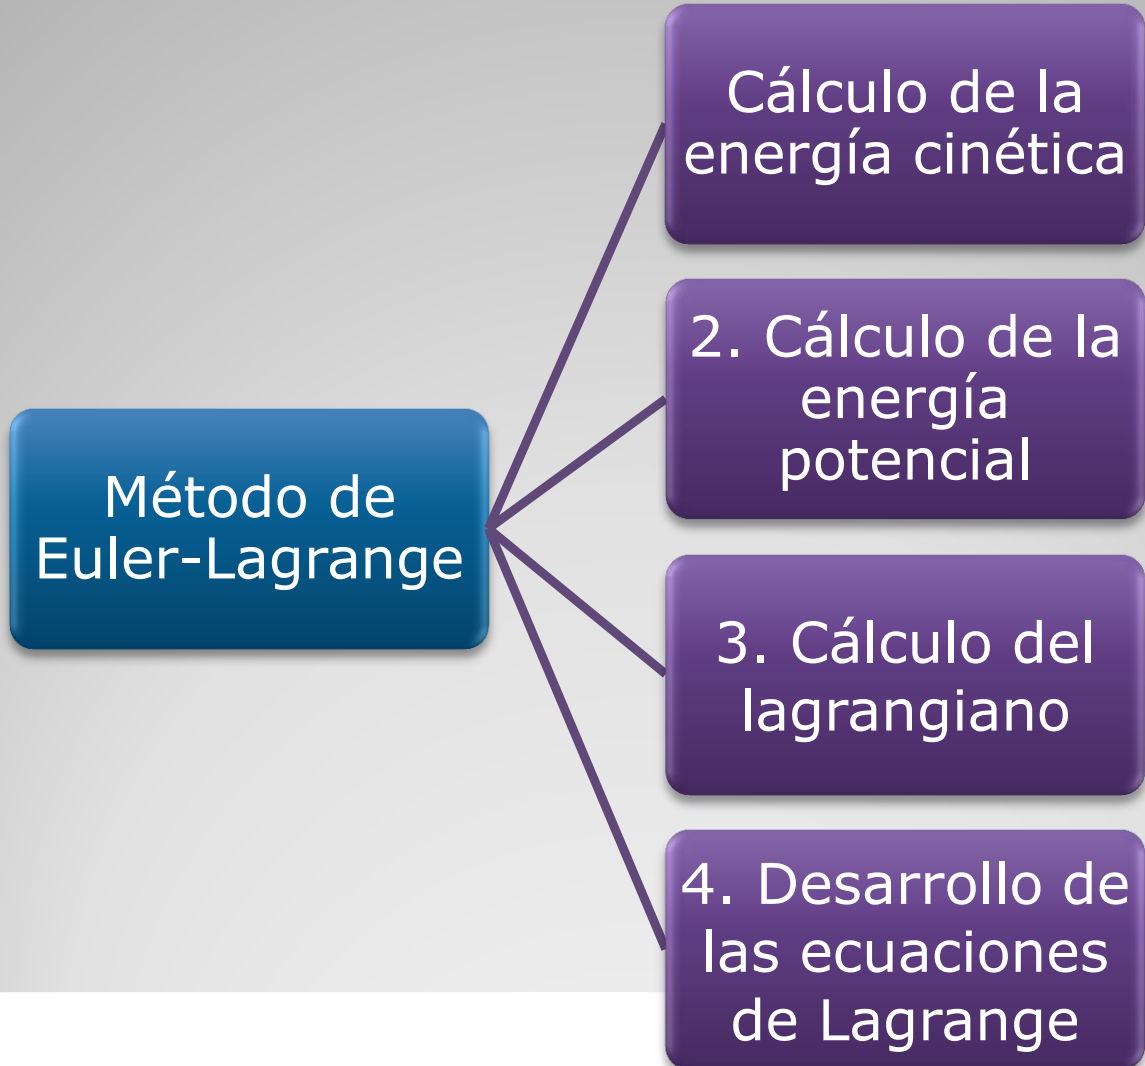 Cálculo de la
energía cinética
2. Cálculo de la
energía
potencial
Método de
Euler-Lagrange
3. Cálculo del
lagrangiano
4. Desarrollo de
las ecuaciones
de Lagrange